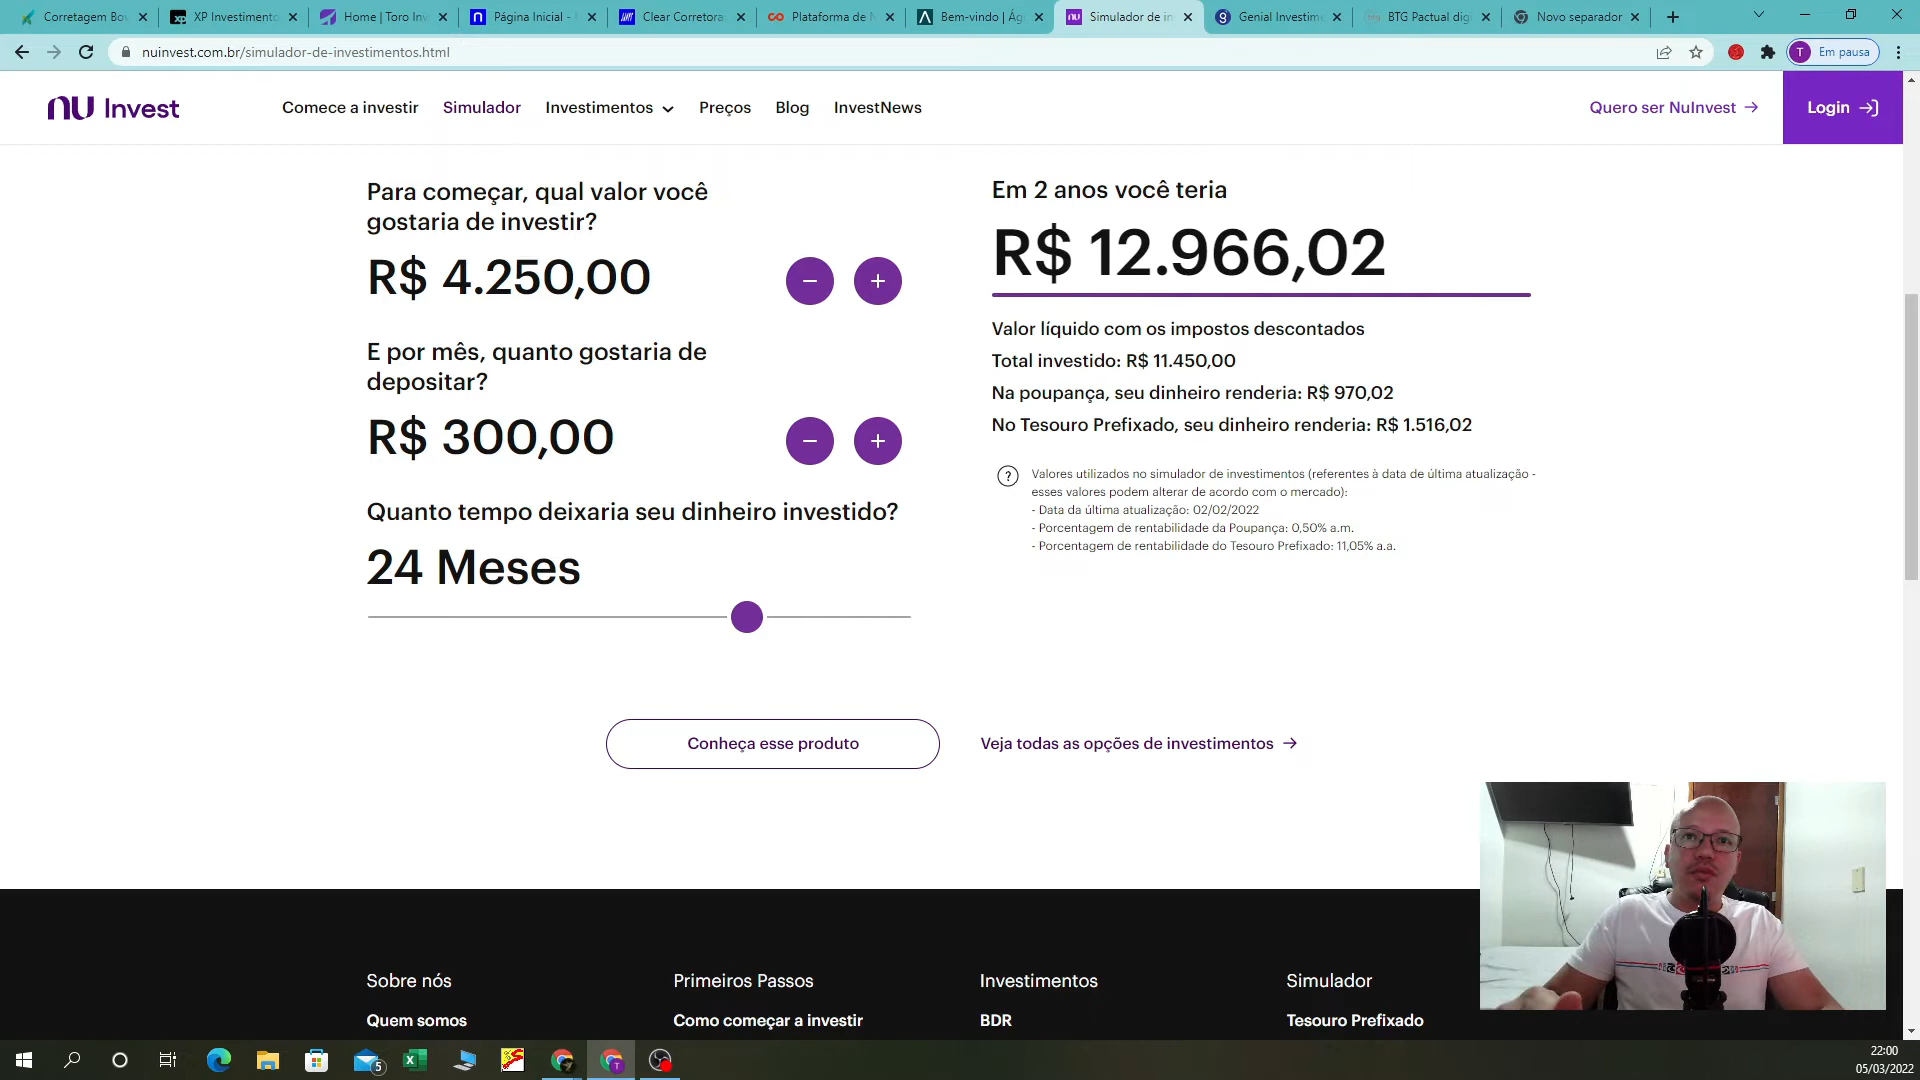 Corretagem Bov
XP Investimento
Home | Toro Inv
Página Inicial -
Clear Corretora
Plataforma de N
Bem-vindo | Ág
Simulador de in
Genial Investim
BTG Pactual digi
Novo separador
nuinvest.com.br/simulador-de-investimentos.html
T
Em pausa
nu Invest
Comece a investir
Simulador
Investimentos
Preços
Blog
InvestNews
Quero ser NuInvest →
Login
Para começar, qual valor você
gostaria de investir?
R$ 4.250,00
− +
E por mês, quanto gostaria de
depositar?
R$ 300,00
− +
Quanto tempo deixaria seu dinheiro investido?
24 Meses
Em 2 anos você teria
R$ 12.966,02
Valor líquido com os impostos descontados
Total investido: R$ 11.450,00
Na poupança, seu dinheiro renderia: R$ 970,02
No Tesouro Prefixado, seu dinheiro renderia: R$ 1.516,02
? Valores utilizados no simulador de investimentos (referentes à data de última atualização -
esses valores podem alterar de acordo com o mercado):
- Data da última atualização: 02/02/2022
- Porcentagem de rentabilidade da Poupança: 0,50% a.m.
- Porcentagem de rentabilidade do Tesouro Prefixado: 11,05% a.a.
Conheça esse produto
Veja todas as opções de investimentos →
Sobre nós
Primeiros Passos
Investimentos
Simulador
Quem somos
Como começar a investir
BDR
Tesouro Prefixado
5
T
22:00
05/03/2022